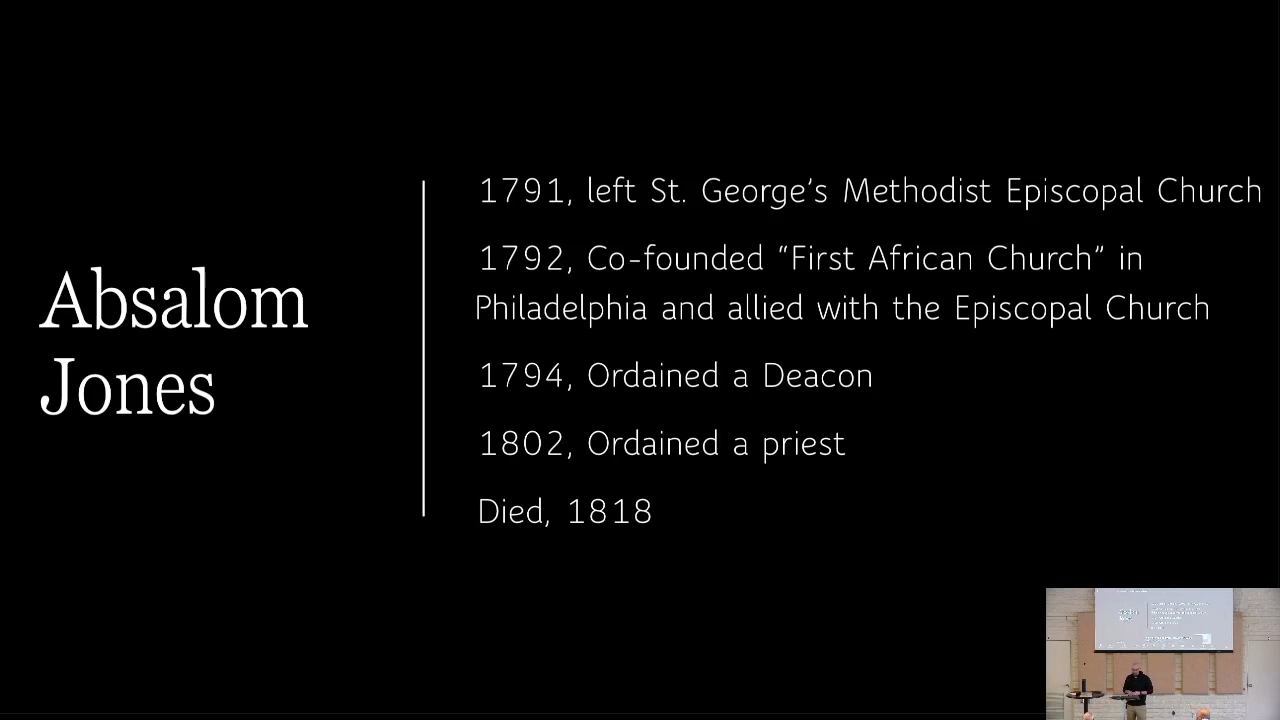 Absalom
Jones
1791, left St. George’s Methodist Episcopal Church
1792, Co-founded “First African Church” in
Philadelphia and allied with the Episcopal Church
1794, Ordained a Deacon
1802, Ordained a priest
Died, 1818